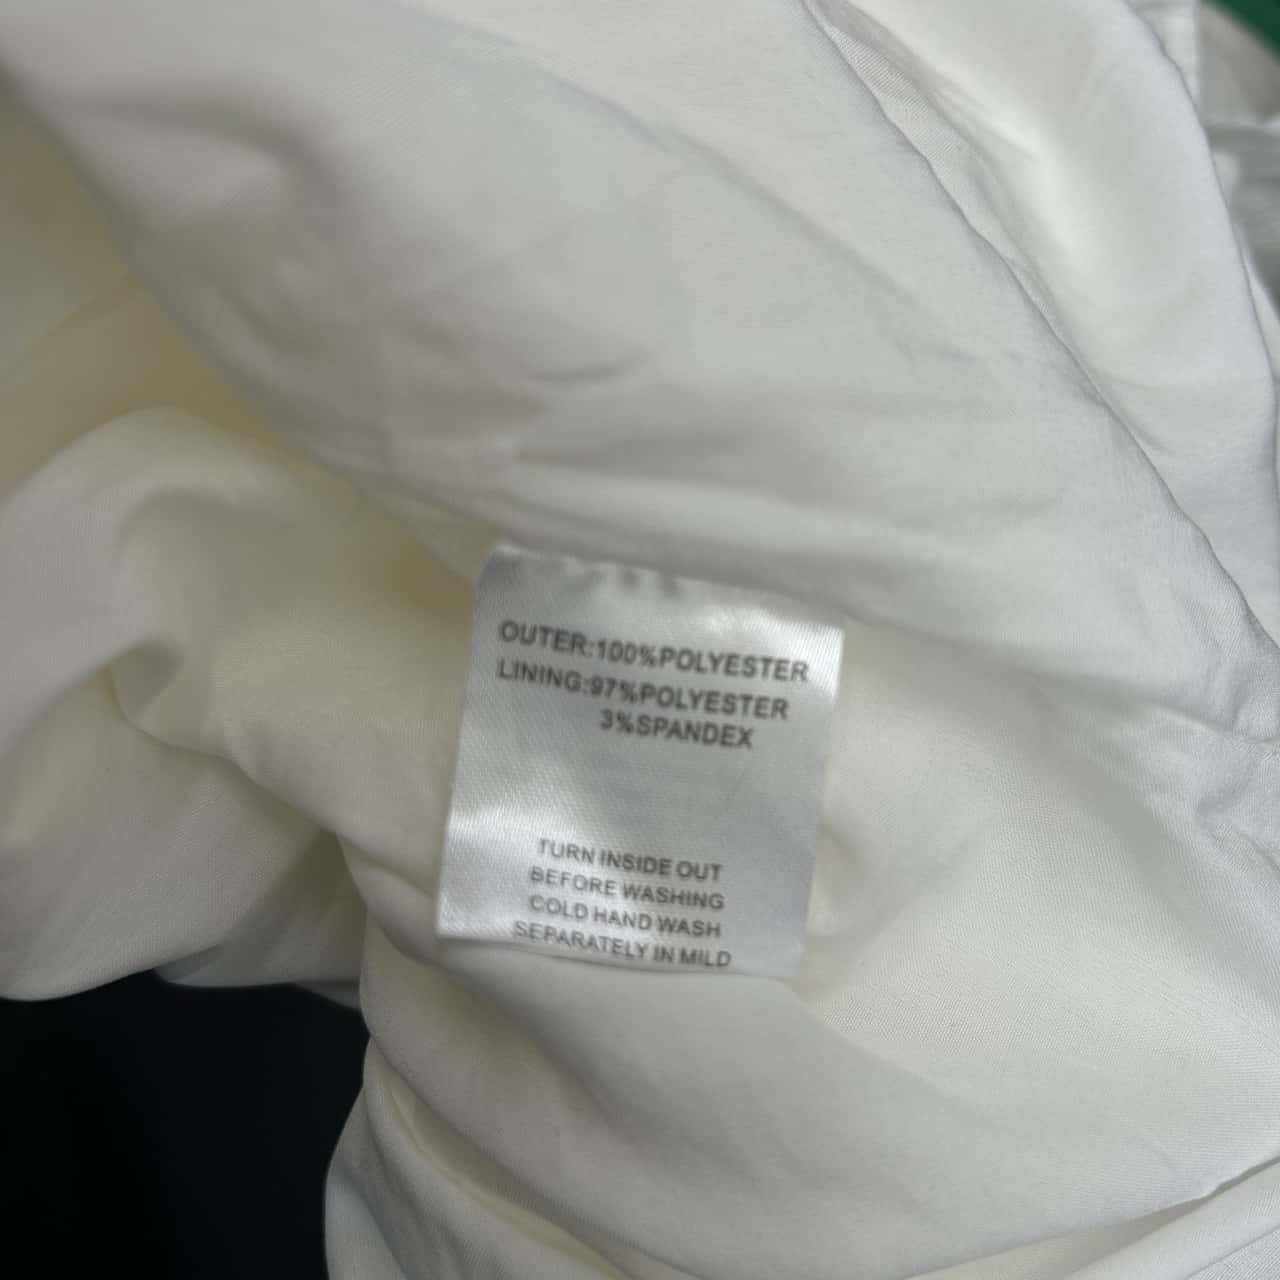 OUTER:100%POLYESTER
LINING:97%POLYESTER
3%SPANDEX
TURN INSIDE OUT
BEFORE WASHING
COLD HAND WASH
SEPARATELY IN MILD